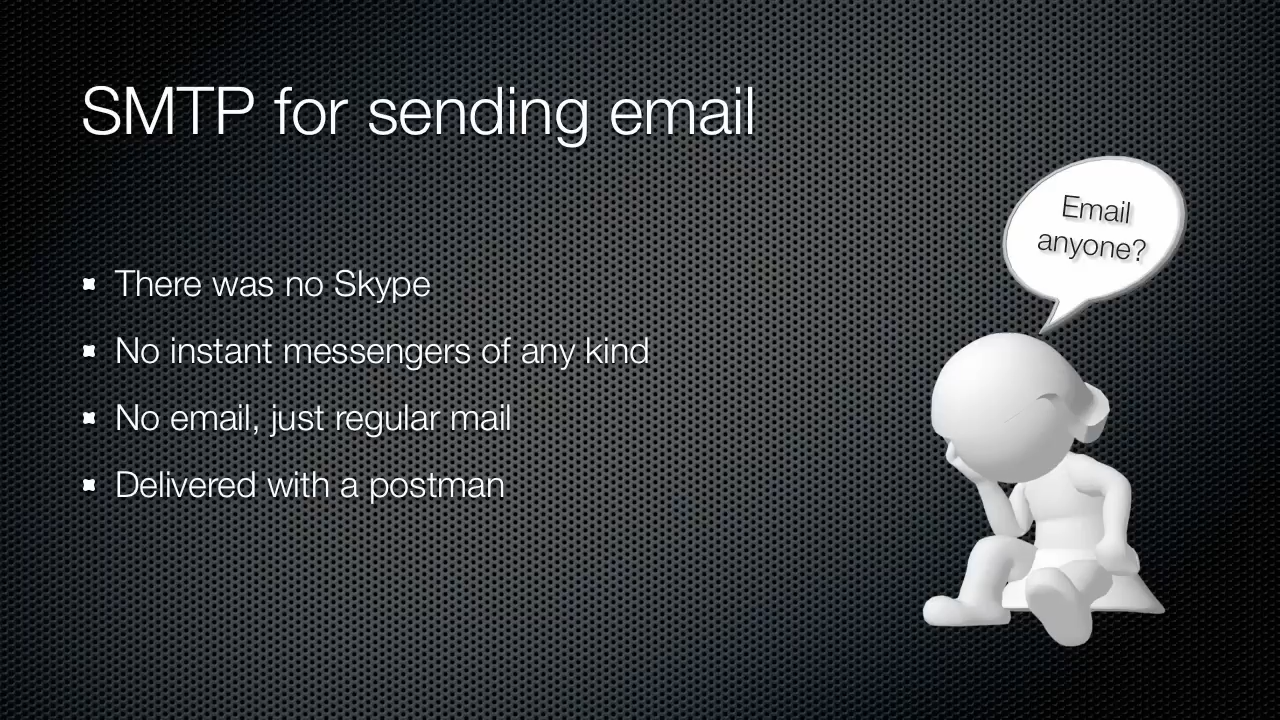 SMTP for sending email
Email
anyone?
There was no Skype
No instant messengers of any kind
No email, just regular mail
Delivered with a postman